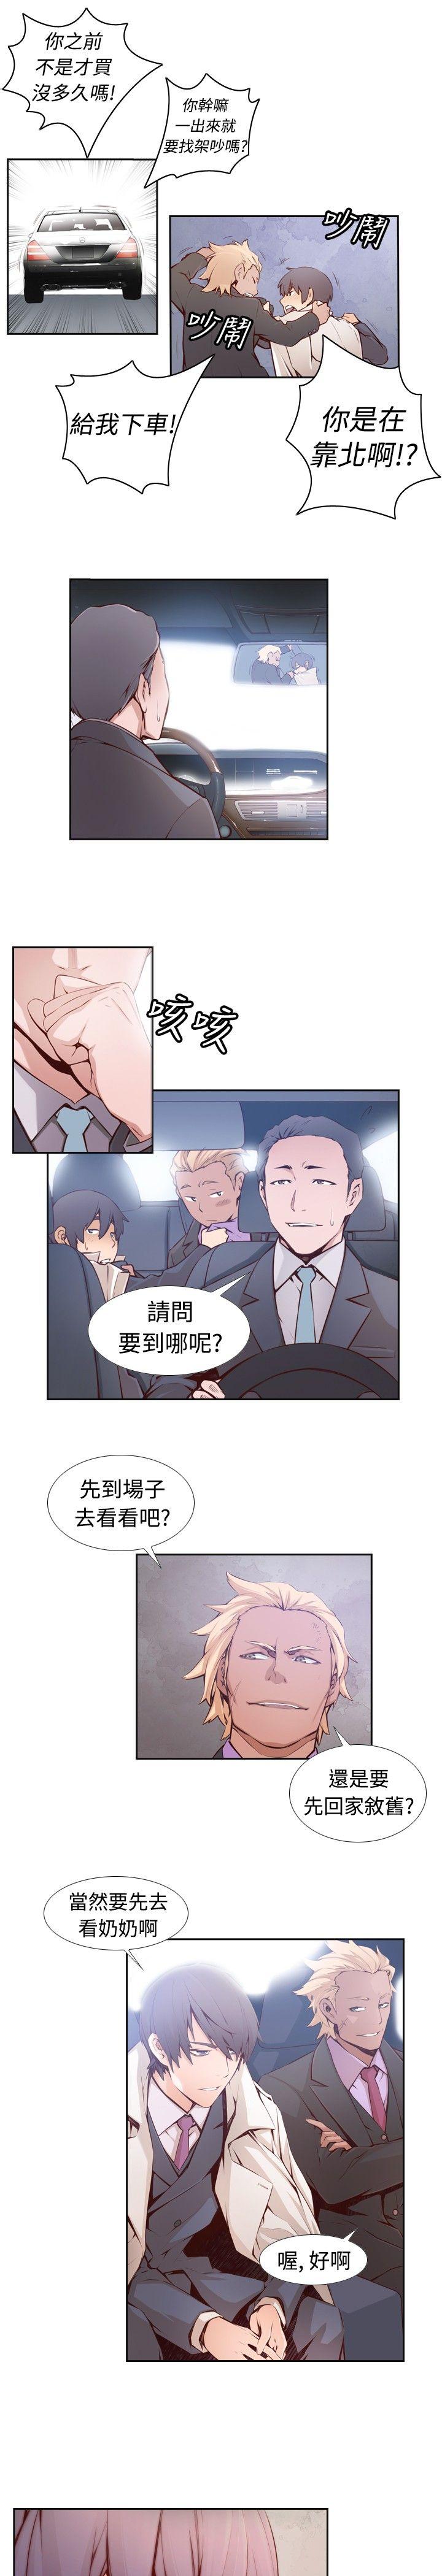 你之前
不是才買
沒多久嗎!
你幹嘛
一出來就
要找架吵嗎?
吵鬧
吵鬧
給我下車!
你是在
靠北啊!?
咳咳
請問
要到哪呢?
先到場子
去看看吧?
還是要
先回家敘舊?
當然要先去
看奶奶啊
喔, 好啊